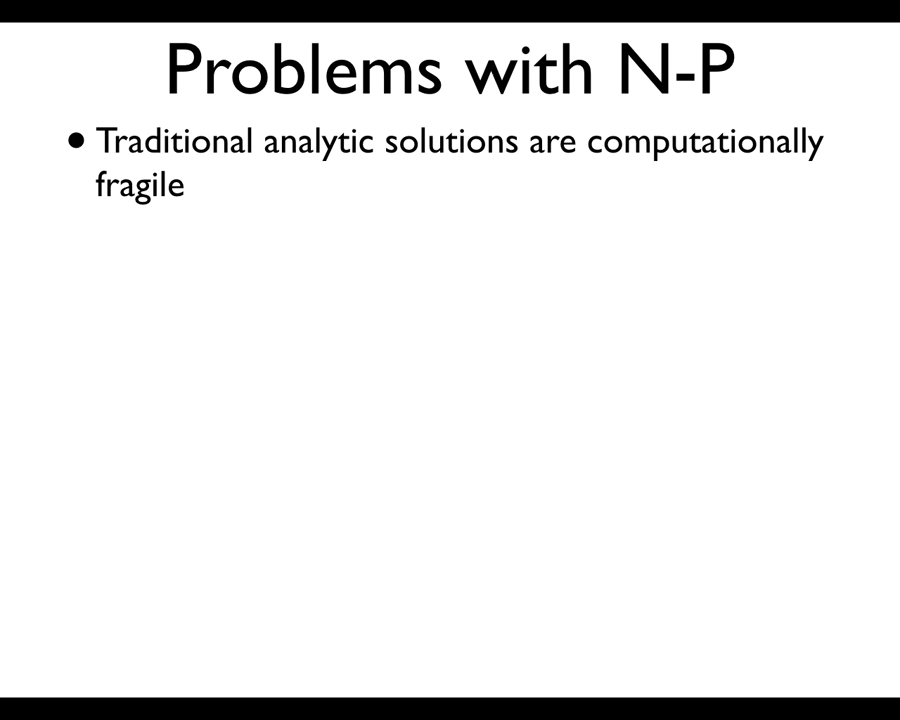 Problems with N-P
• Traditional analytic solutions are computationally
fragile